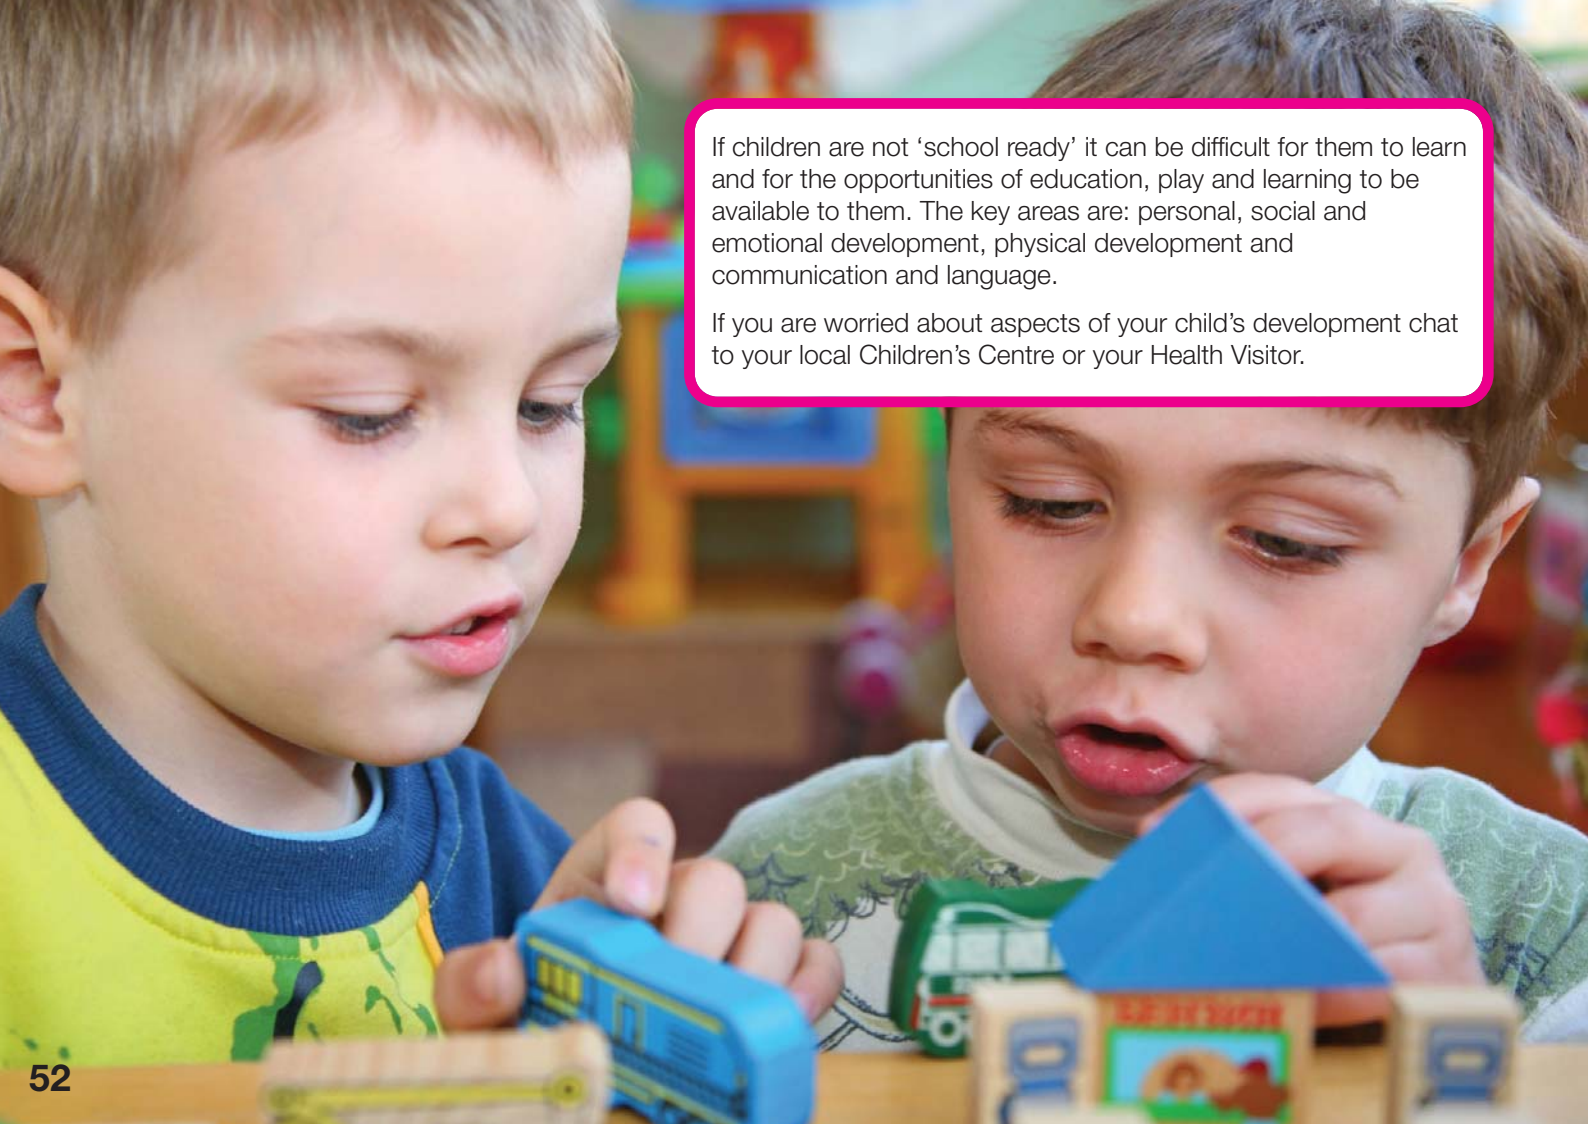 If children are not ‘school ready’ it can be difficult for them to learn
and for the opportunities of education, play and learning to be
available to them. The key areas are: personal, social and
emotional development, physical development and
communication and language.
If you are worried about aspects of your child’s development chat
to your local Children’s Centre or your Health Visitor.
52